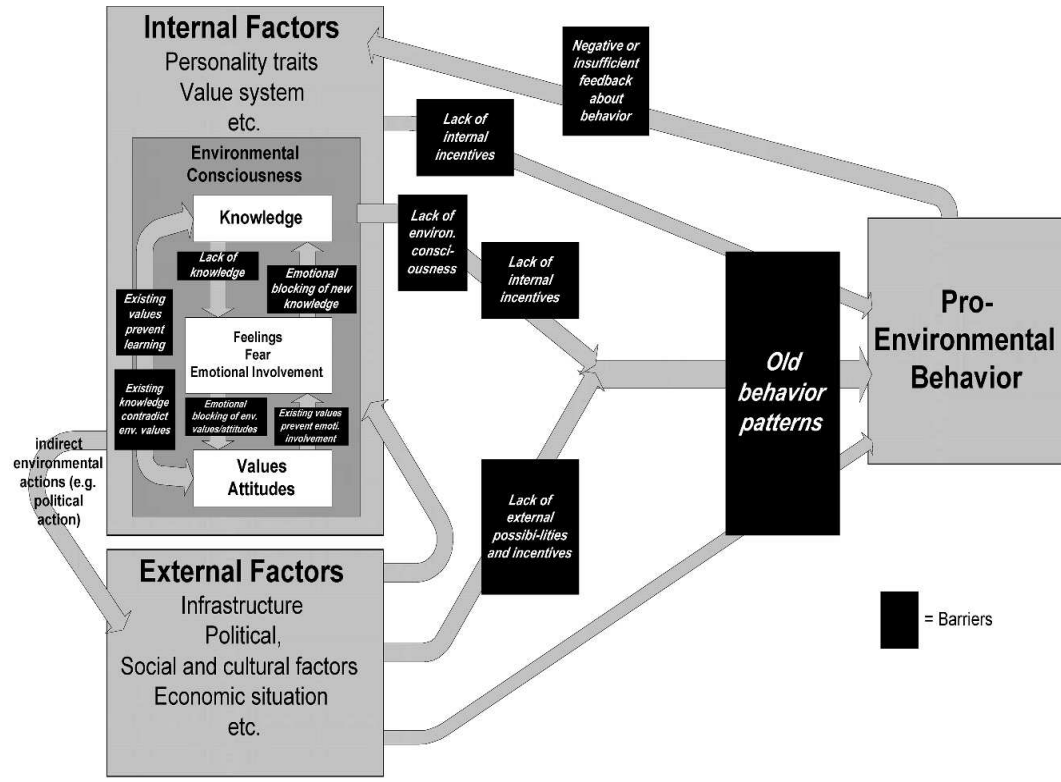 Internal Factors
Personality traits
Value system
etc.
Environmental
Consciousness
Knowledge
Lack of
knowledge
Emotional
blocking of new
knowledge
Existing
values
prevent
learning
Feelings
Fear
Emotional Involvement
Existing
knowledge
contradict
env. values
Emotional
blocking of env.
values/attitudes
Existing values
prevent emoti.
involvement
Values
Attitudes
indirect
environmental
actions (e.g.
political
action)
External Factors
Infrastructure
Political,
Social and cultural factors
Economic situation
etc.
Negative or
insufficient
feedback
about
behavior
Lack of
internal
incentives
Lack of
environ.
consci-
ousness
Lack of
internal
incentives
Lack of
external
possibi-lities
and incentives
Old
behavior
patterns
Pro-
Environmental
Behavior
= Barriers